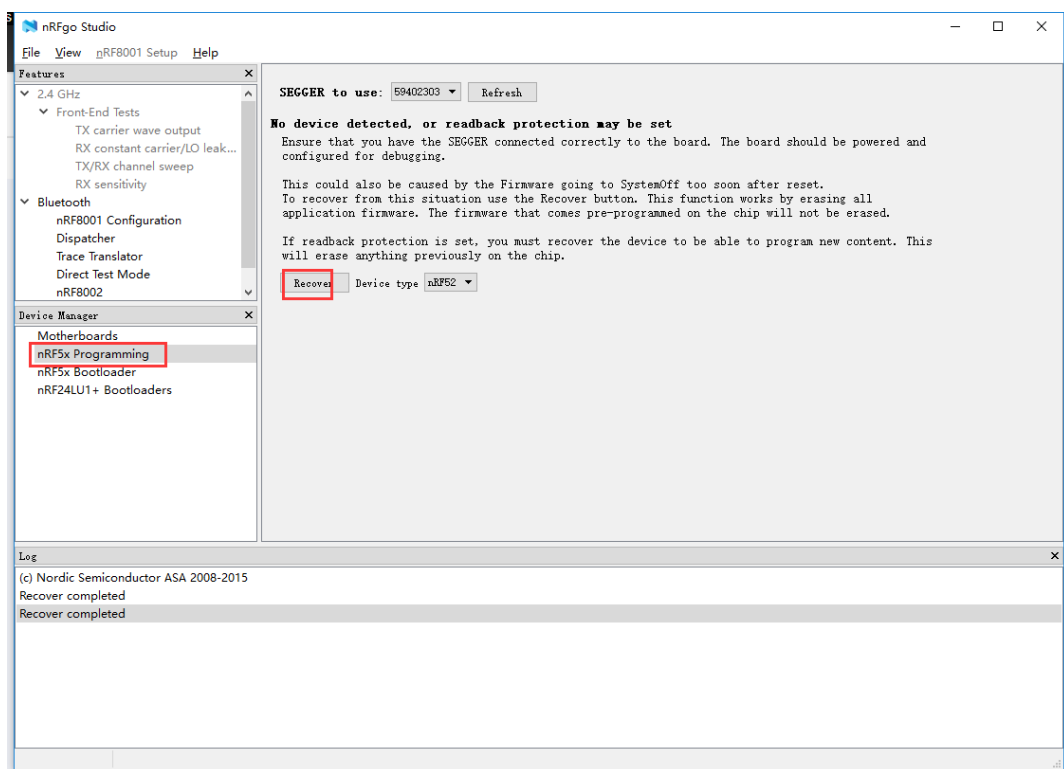 nRFgo Studio
File View nRF8001 Setup Help
Features
2.4 GHz
Front-End Tests
TX carrier wave output
RX constant carrier/LO leak...
TX/RX channel sweep
RX sensitivity
Bluetooth
nRF8001 Configuration
Dispatcher
Trace Translator
Direct Test Mode
nRF8002
Device Manager
Motherboards
nRF5x Programming
nRF5x Bootloader
nRF24LU1+ Bootloaders
SEGGER to use: 59402303 Refresh
No device detected, or readback protection may be set
Ensure that you have the SEGGER connected correctly to the board. The board should be powered and
configured for debugging.
This could also be caused by the Firmware going to SystemOff too soon after reset.
To recover from this situation use the Recover button. This function works by erasing all
application firmware. The firmware that comes pre-programmed on the chip will not be erased.
If readback protection is set, you must recover the device to be able to program new content. This
will erase anything previously on the chip.
Recover Device type nRF52
Log
(c) Nordic Semiconductor ASA 2008-2015
Recover completed
Recover completed